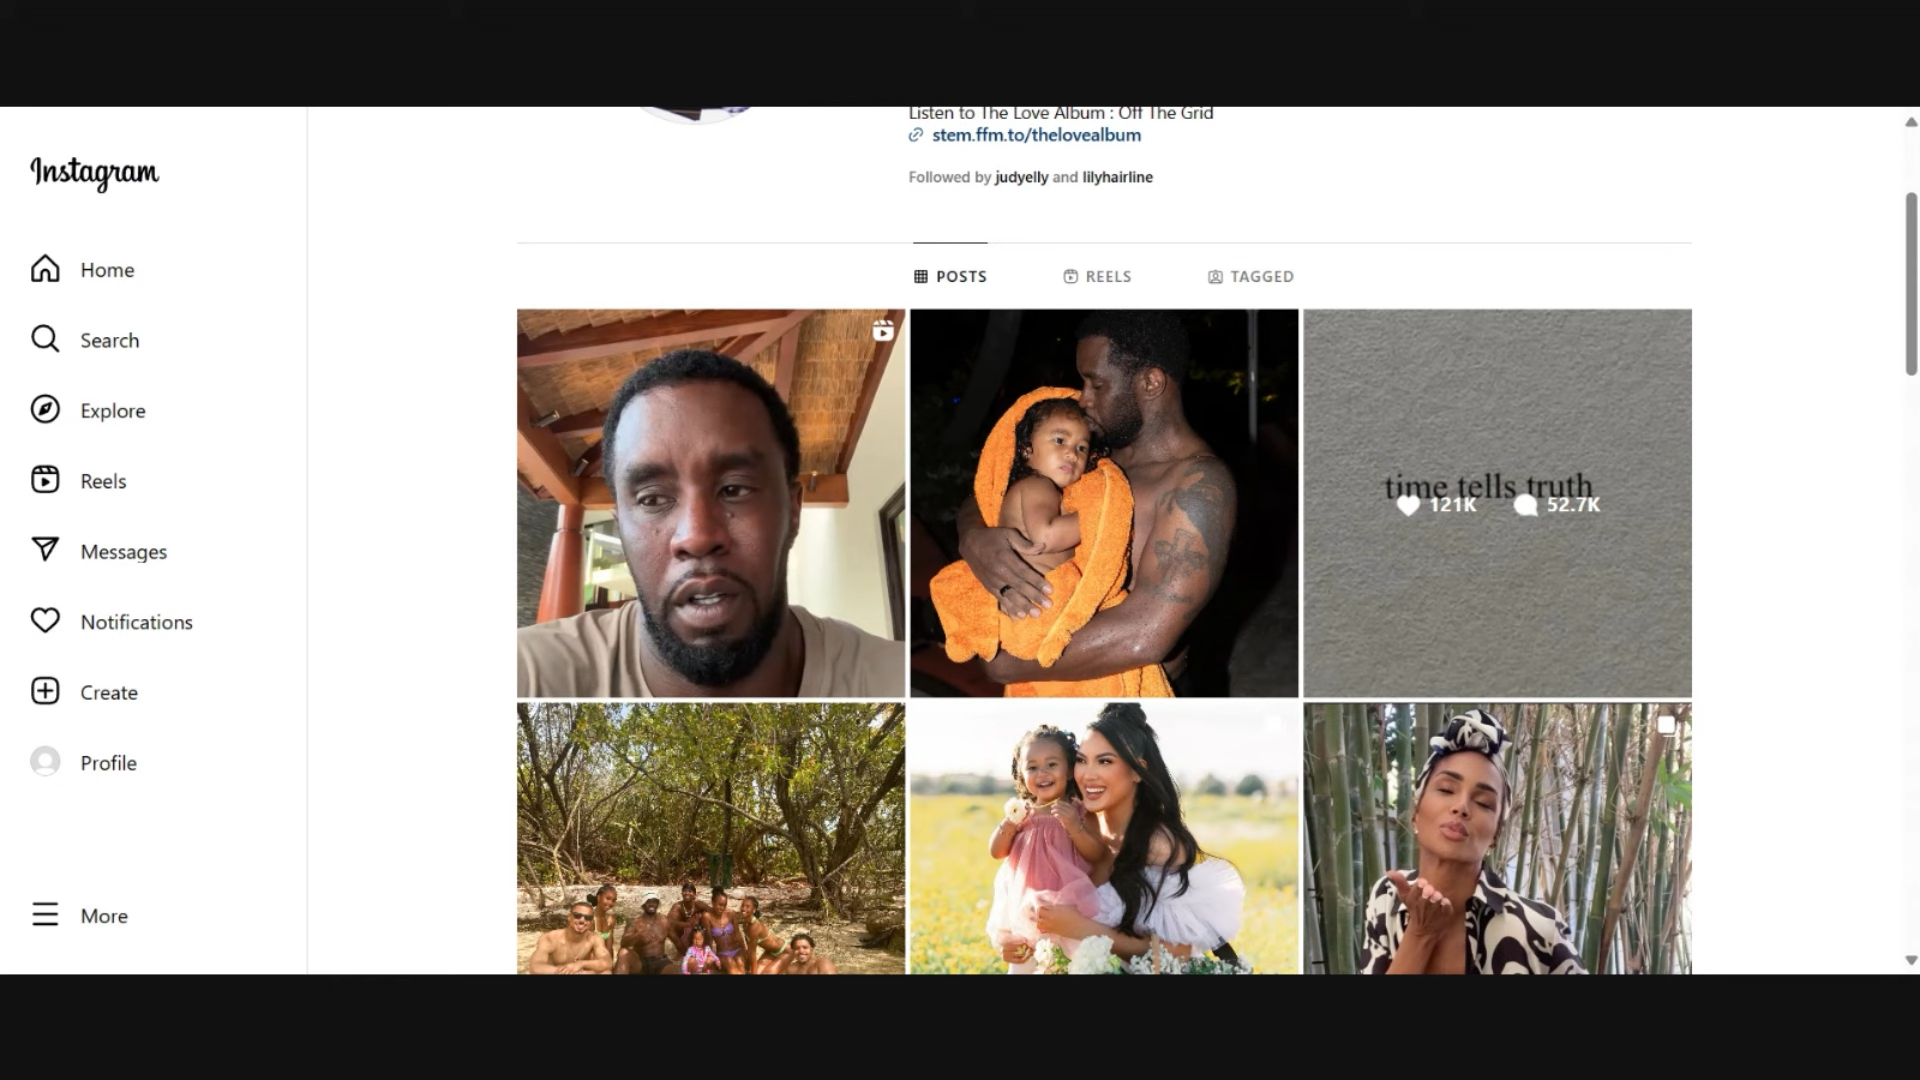 Listen to The Love Album : Off The Grid
stem.ffm.to/thelovealbum
Followed by judyelly and lilyhairline
Instagram
Home
Search
Explore
Reels
Messages
Notifications
Create
Profile
More
POSTS REELS TAGGED
time tells truth
121K 52.7K